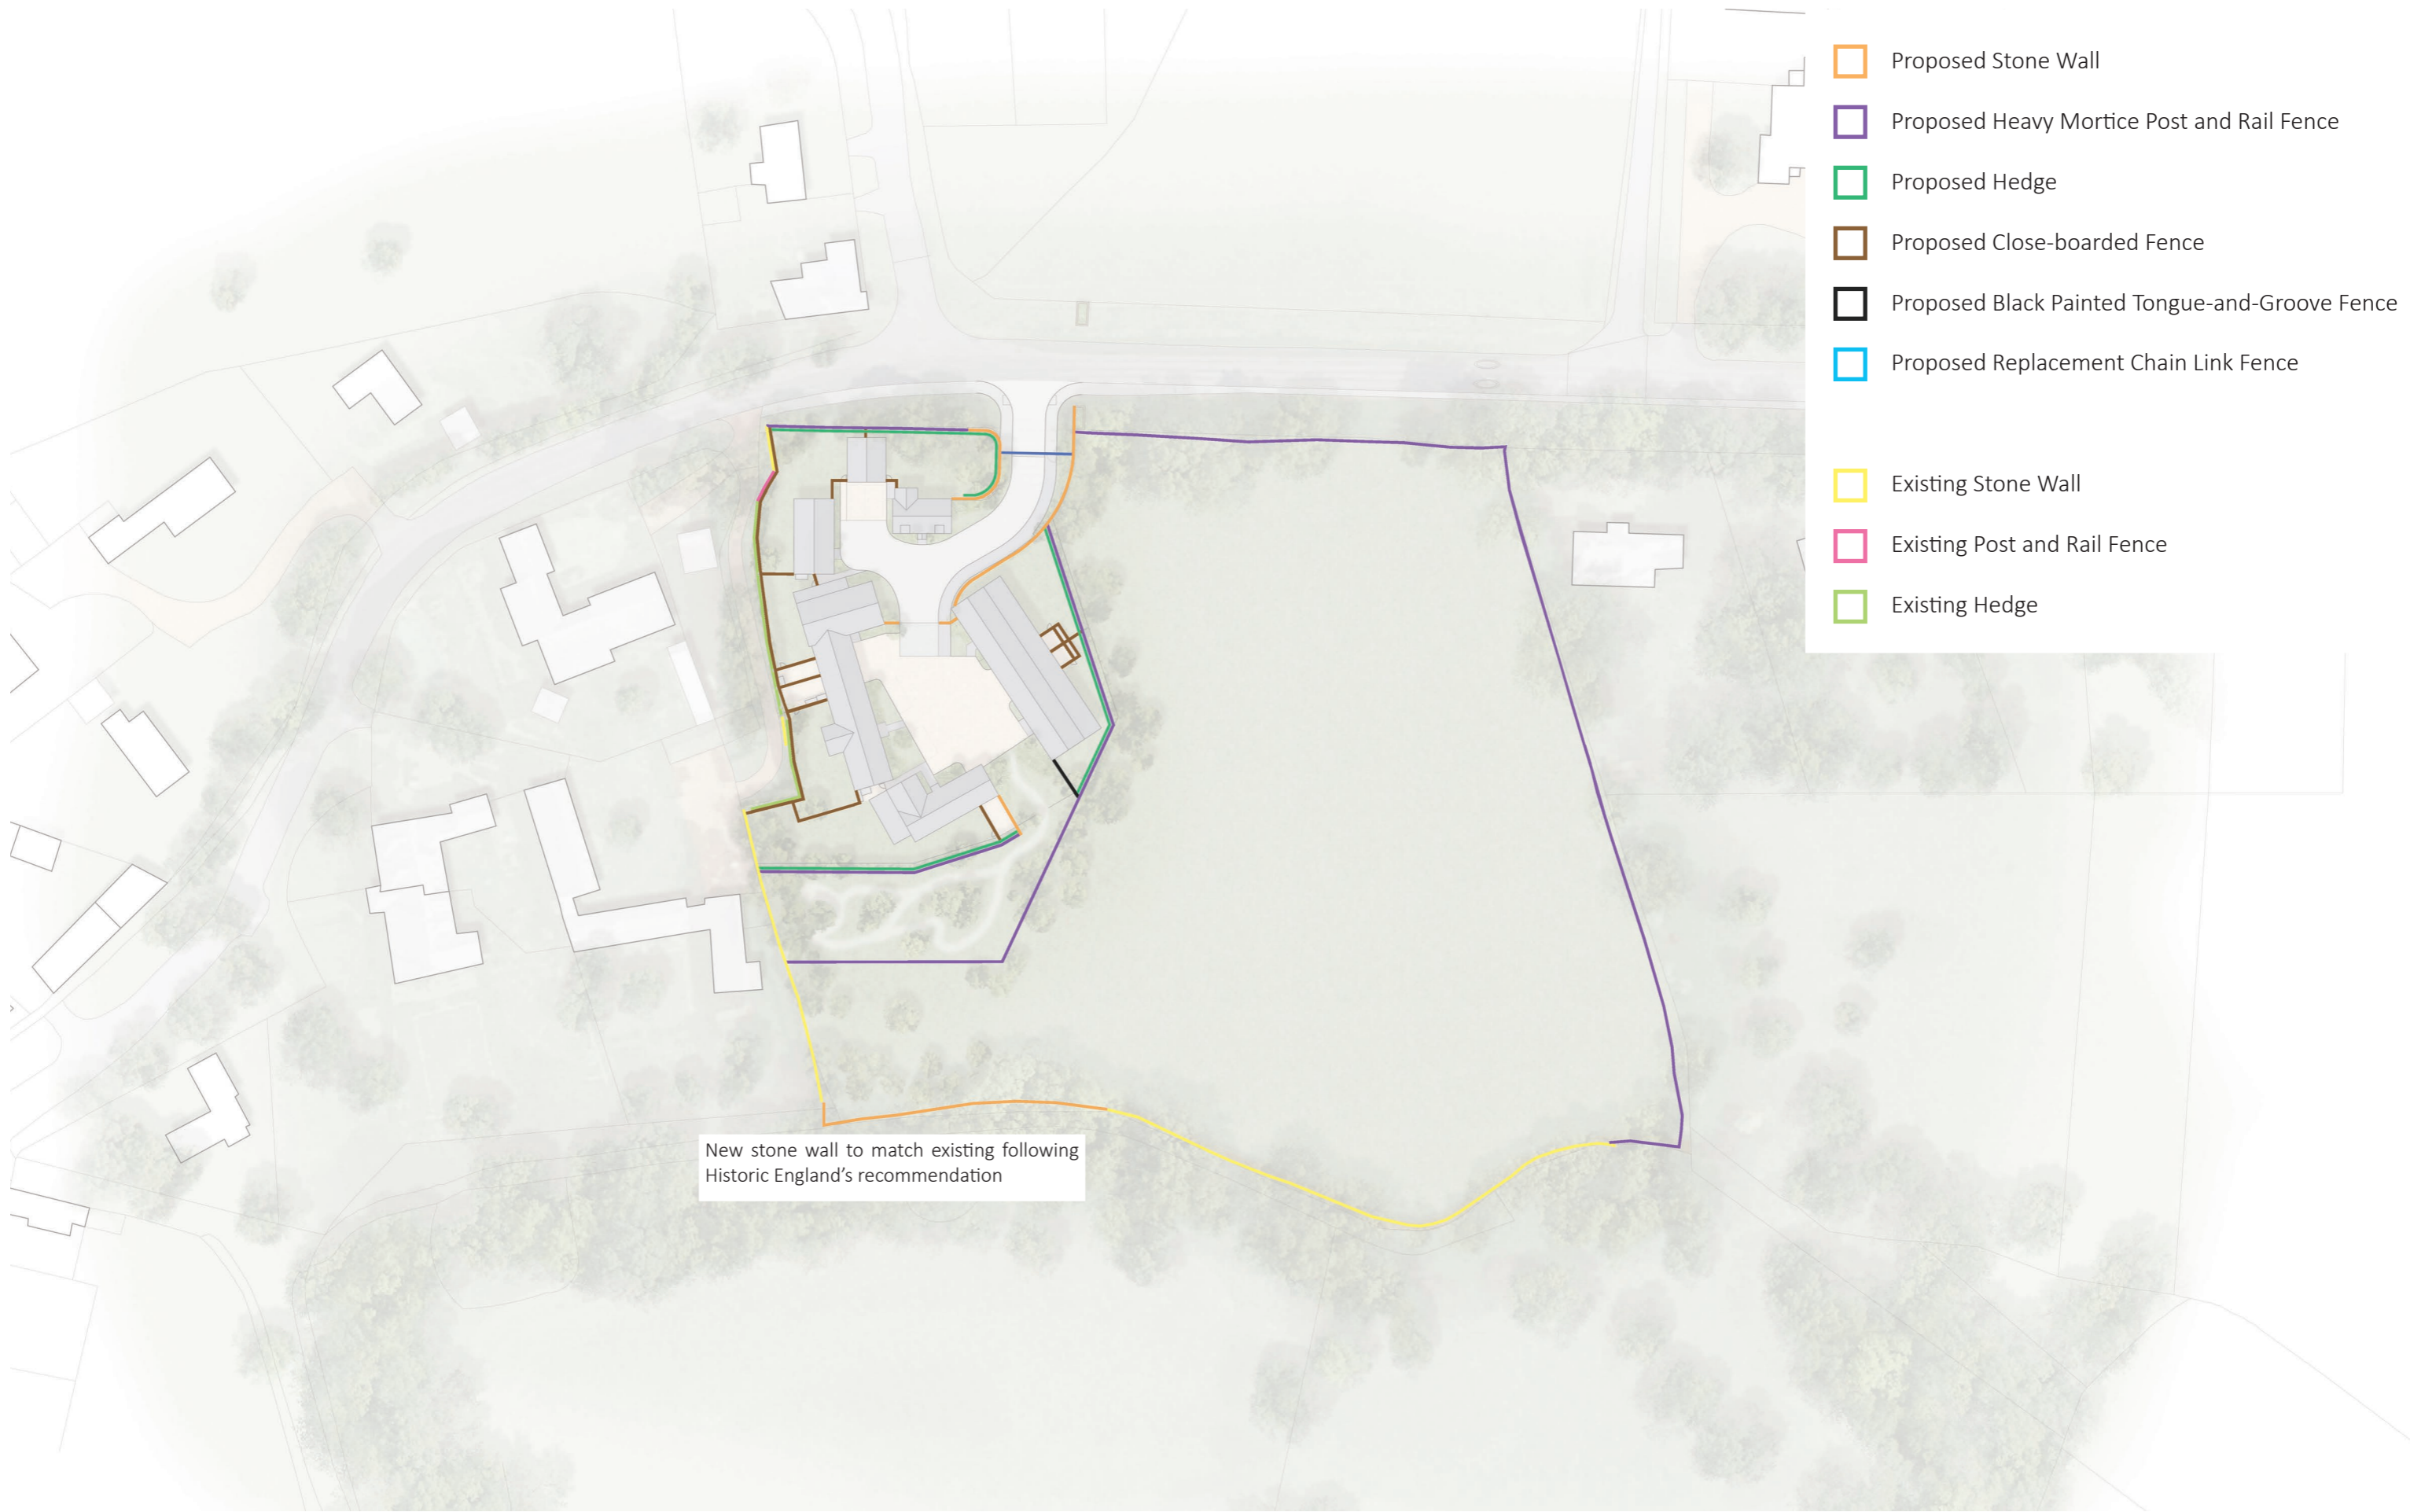 Proposed Stone Wall
Proposed Heavy Mortice Post and Rail Fence
Proposed Hedge
Proposed Close-boarded Fence
Proposed Black Painted Tongue-and-Groove Fence
Proposed Replacement Chain Link Fence
Existing Stone Wall
Existing Post and Rail Fence
Existing Hedge
New stone wall to match existing following
Historic England’s recommendation